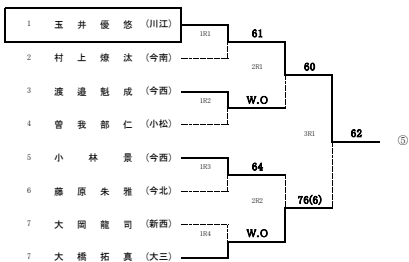 1 玉 井 優 悠 (川江)
1R1 61
2 村 上 燎 汰 (今南)
2R1 60
3 渡 邉 魁 成 (今西)
1R2 W.O
4 曽 我 部 仁 (小松)
3R1 62 ⑤
5 小 林 景 (今西)
1R3 64
6 藤 原 朱 雅 (今北)
2R2 76(6)
7 大 岡 龍 司 (新西)
1R4 W.O
7 大 橋 拓 真 (大三)